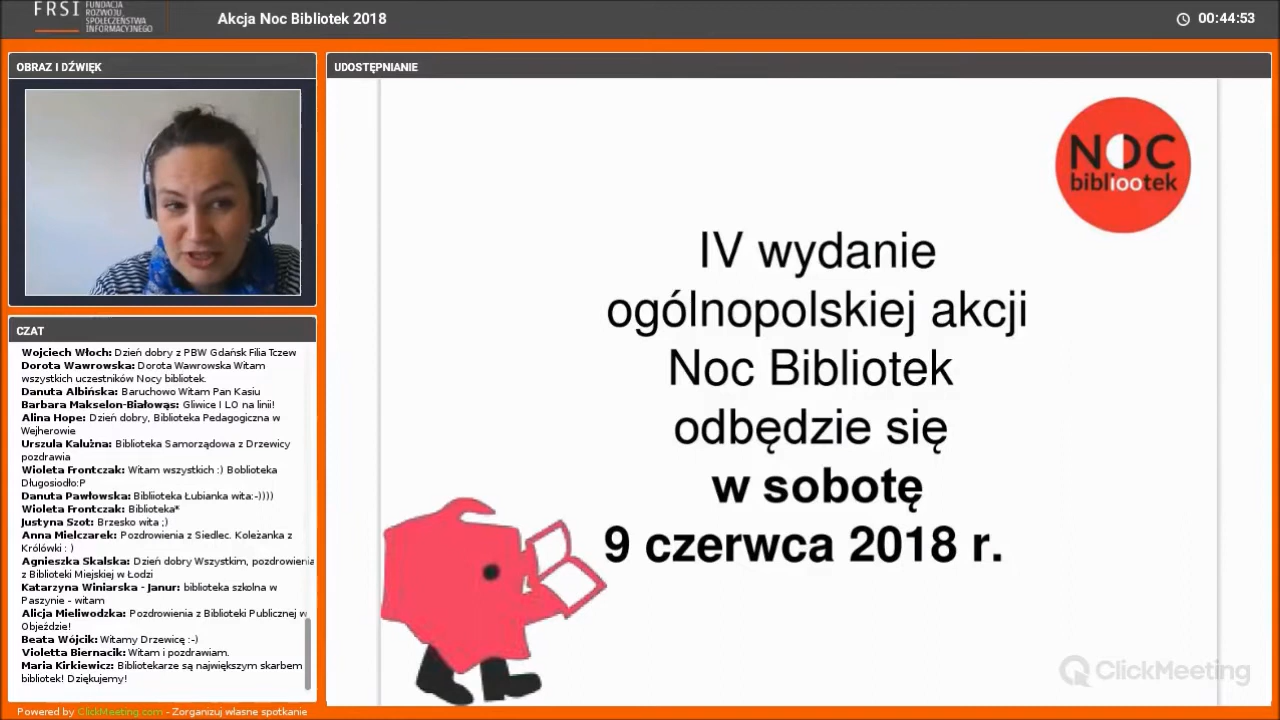 FRSI FUNDACJA
ROZWOJU
SPOŁECZEŃSTWA
INFORMACYJNEGO
Akcja Noc Bibliotek 2018
00:44:53
OBRAZ I DŹWIĘK
CZAT
Wojciech Włoch: Dzień dobry z PBW Gdańsk Filia Tczew
Dorota Wawrowska: Dorota Wawrowska Witam
wszystkich uczestników Nocy bibliotek.
Danuta Albińska: Baruchowo Witam Pan Kasiu
Barbara Makselon-Białowąs: Gliwice I LO na linii!
Alina Hope: Dzień dobry, Biblioteka Pedagogiczna w
Wejherowie
Urszula Kalużna: Biblioteka Samorządowa z Drzewicy
pozdrawia
Wioleta Frontczak: Witam wszystkich :) Boblioteka
Długosiodło:P
Danuta Pawłowska: Bibliioteka Łubianka wita:-))))
Wioleta Frontczak: Biblioteka*
Justyna Szot: Brzesko wita ;)
Anna Mielczarek: Pozdrowienia z Siedlec. Koleżanka z
Królówki : )
Agnieszka Skalska: Dzień dobry Wszystkim, pozdrowienia
z Biblioteki Miejskiej w Łodzi
Katarzyna Winiarska - Janur: biblioteka szkolna w
Paszynie - witam
Alicja Mieliwodzka: Pozdrowienia z Biblioteki Publicznej w
Objeździe!
Beata Wójcik: Witamy Drzewicę :-)
Violetta Biernacik: Witam i pozdrawiam.
Maria Kirkiewicz: Bibliotekarze są największym skarbem
bibliotek! Dziękujemy!
Powered by ClickMeeting.com - Zorganizuj własne spotkanie
UDOSTĘPNIANIE
NOC
bibliootek
IV wydanie
ogólnopolskiej akcji
Noc Bibliotek
odbędzie się
w sobotę
9 czerwca 2018 r.
ClickMeeting